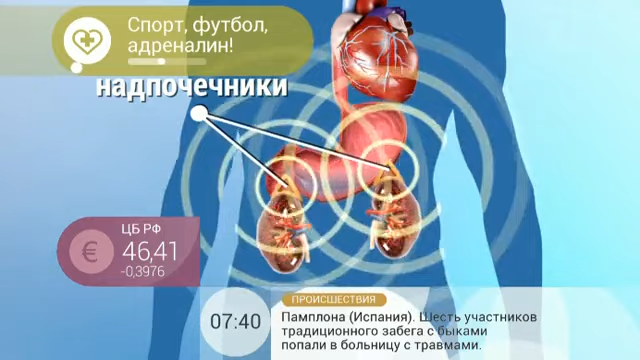 Спорт, футбол,
адреналин!
надпочечники
ЦБ РФ
€ 46,41
-0,3976
ПРОИСШЕСТВИЯ
07:40
Памплона (Испания). Шесть участников
традиционного забега с быками
попали в больницу с травмами.